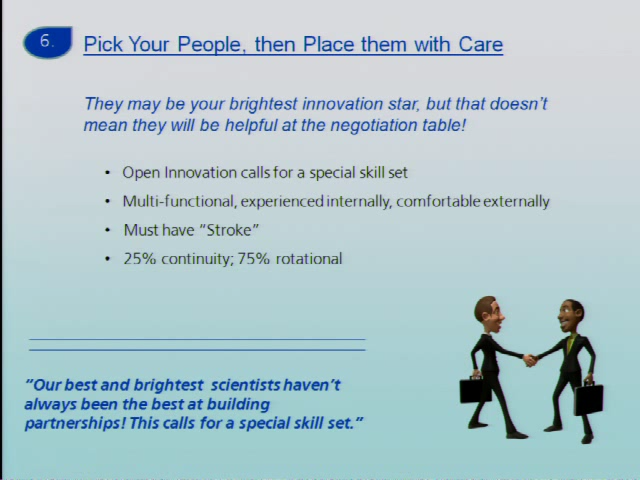 6.
Pick Your People, then Place them with Care
They may be your brightest innovation star, but that doesn't
mean they will be helpful at the negotiation table!
• Open Innovation calls for a special skill set
• Multi-functional, experienced internally, comfortable externally
• Must have “Stroke”
• 25% continuity; 75% rotational
“Our best and brightest scientists haven't
always been the best at building
partnerships! This calls for a special skill set.”